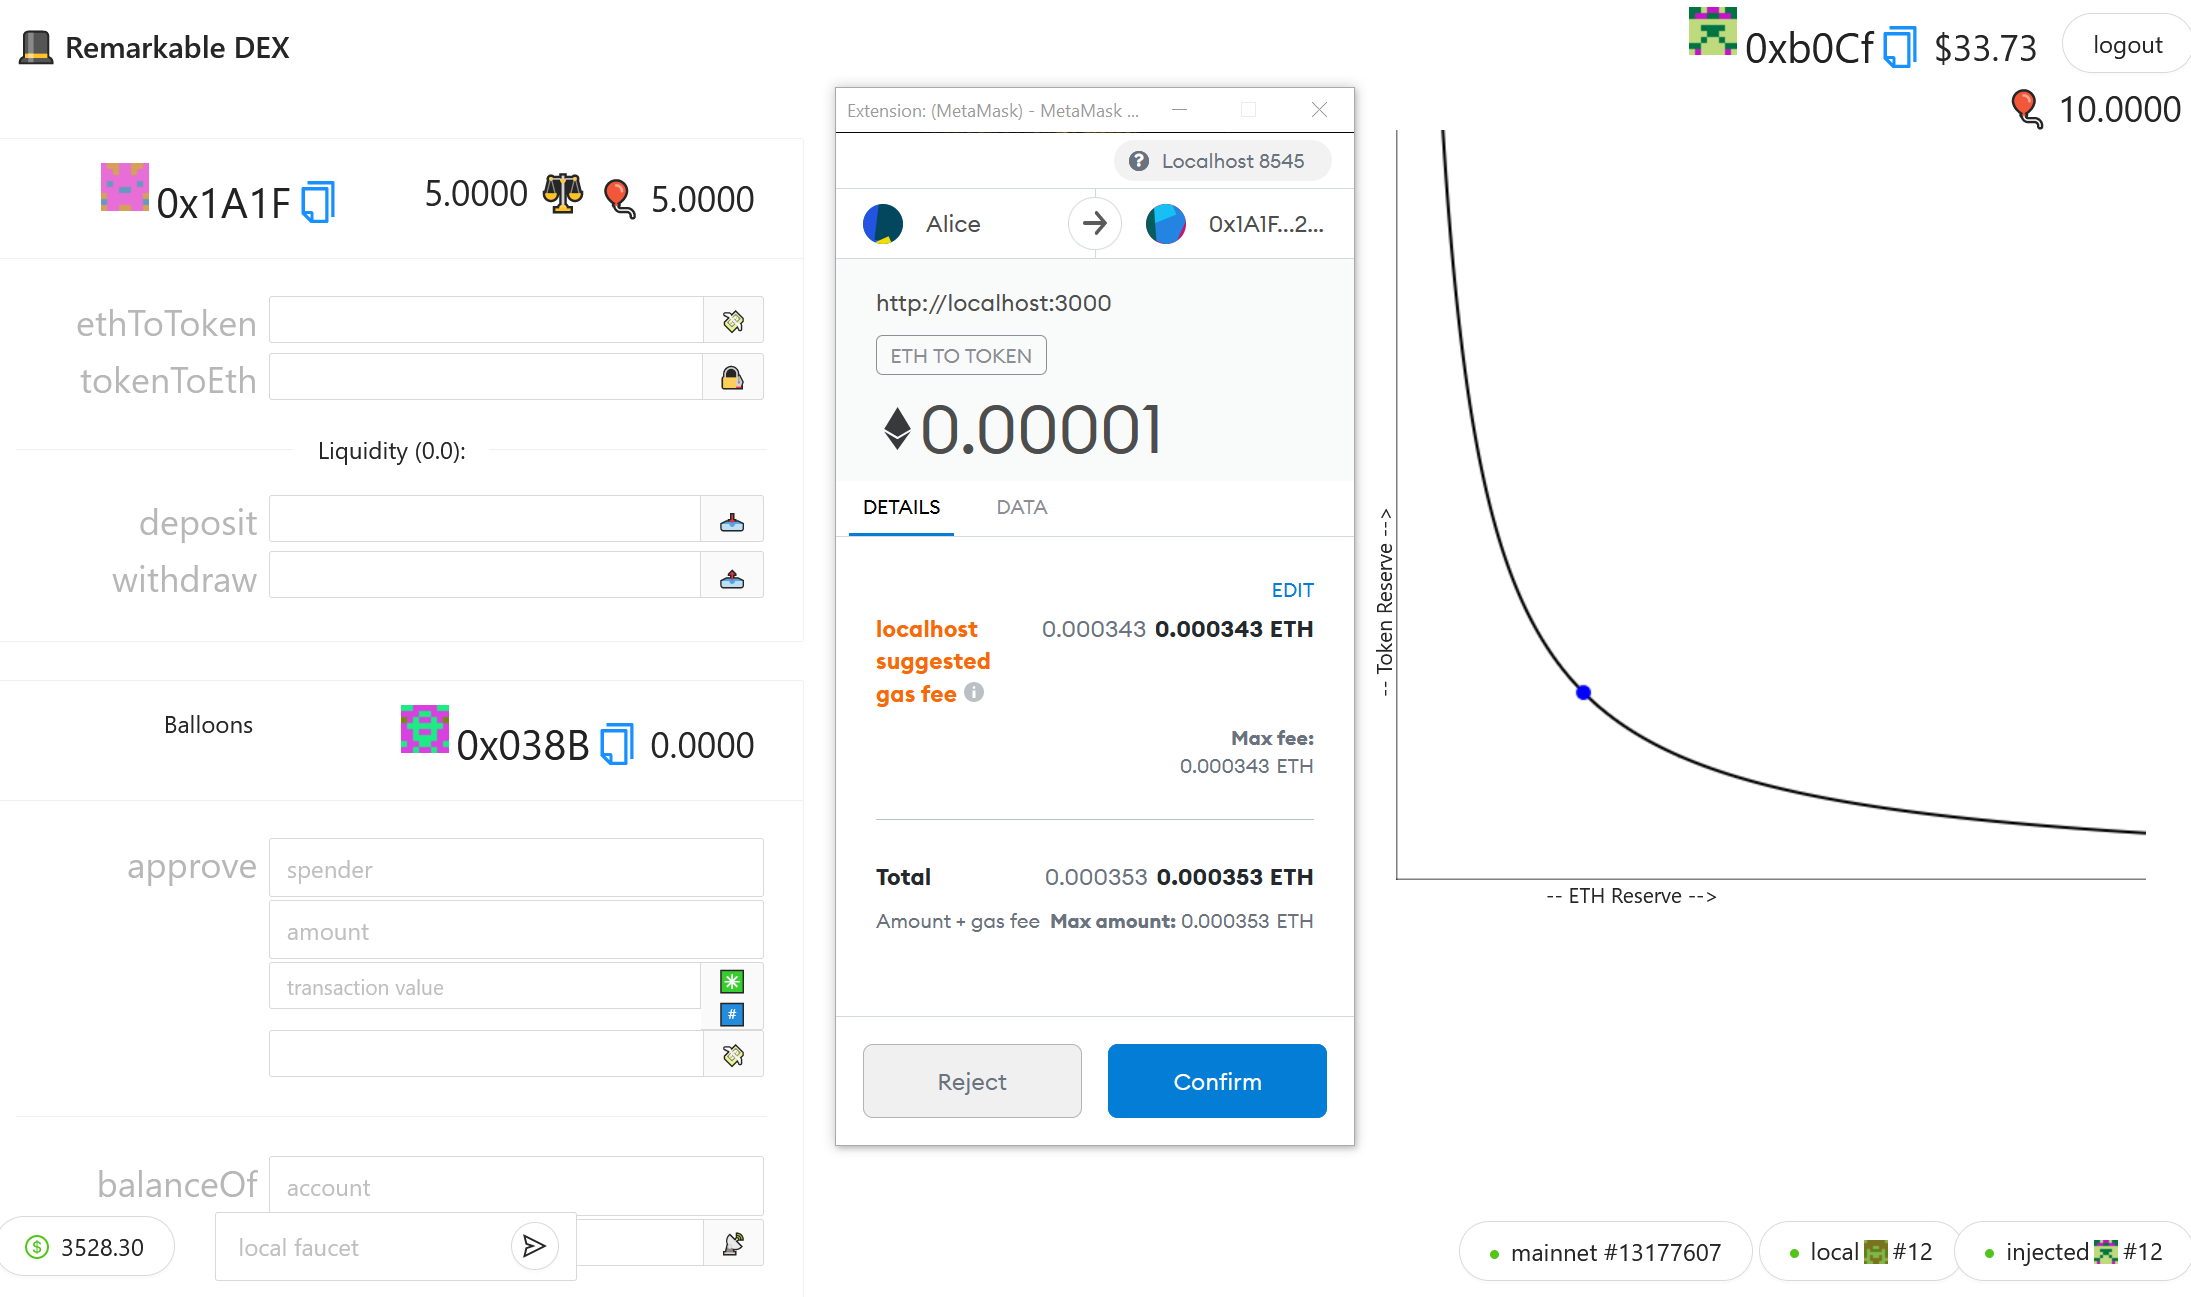 Remarkable DEX
0xb0Cf $33.73 logout
10.0000
0x1A1F 5.0000 5.0000
ethToToken
tokenToEth
Liquidity (0.0):
deposit
withdraw
Balloons 0x038B 0.0000
approve spender
amount
transaction value
#
balanceOf account
3528.30 local faucet
Extension: (MetaMask) - MetaMask ...
Localhost 8545
Alice 0x1A1F...2...
http://localhost:3000
ETH TO TOKEN
0.00001
DETAILS DATA
EDIT
localhost 0.000343 0.000343 ETH
suggested
gas fee
Max fee:
0.000343 ETH
Total 0.000353 0.000353 ETH
Amount + gas fee Max amount: 0.000353 ETH
Reject Confirm
-- Token Reserve -->
-- ETH Reserve -->
mainnet #13177607 local #12 injected #12